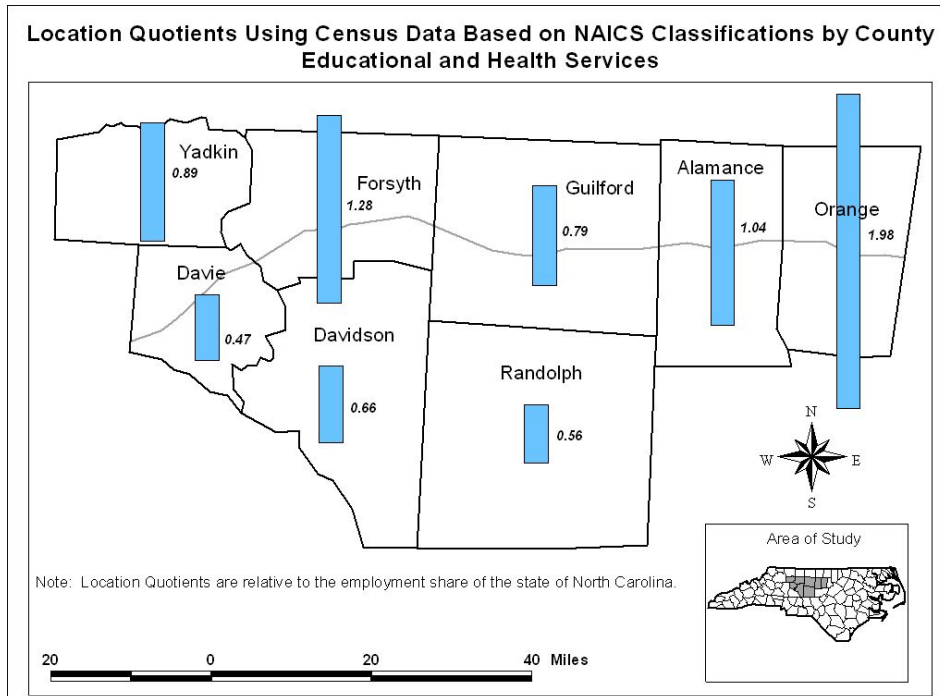 Location Quotients Using Census Data Based on NAICS Classifications by County
Educational and Health Services
Yadkin
0.89
Forsyth
1.28
Guilford
0.79
Alamance
1.04
Orange
1.98
Davie
0.47
Davidson
0.66
Randolph
0.56
N
W E
S
Area of Study
Note: Location Quotients are relative to the employment share of the state of North Carolina.
20 0 20 40 Miles